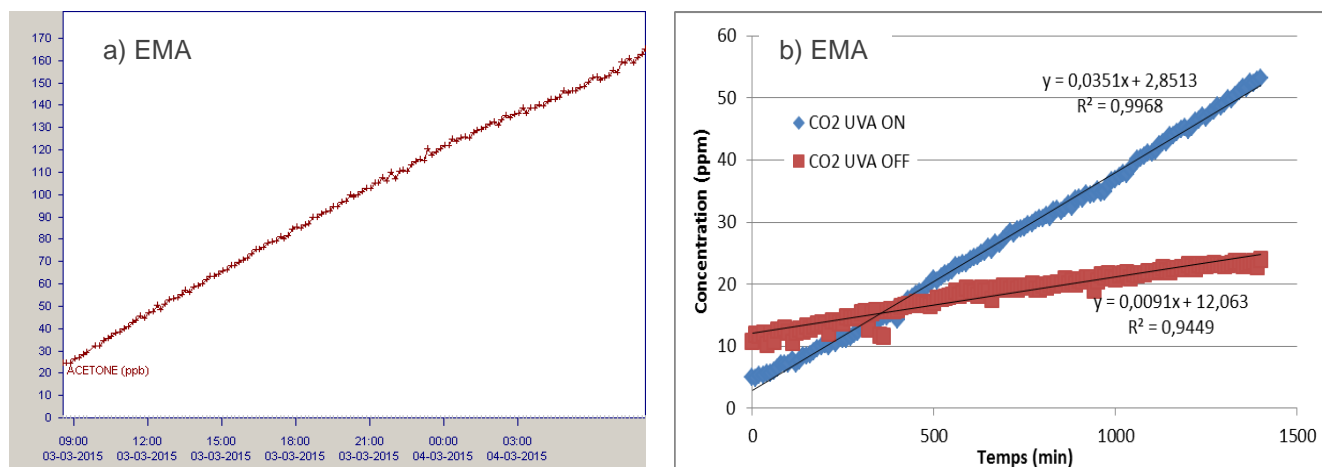 a) EMA
170
160
150
140
130
120
110
100
90
80
70
60
50
40
30
20
10
0
ACETONE (ppb)
09:00 12:00 15:00 18:00 21:00 00:00 03:00
03-03-2015 03-03-2015 03-03-2015 03-03-2015 03-03-2015 04-03-2015 04-03-2015
b) EMA
Concentration (ppm)
60
50
40
30
20
10
0
y = 0,0351x + 2,8513
R² = 0,9968
CO2 UVA ON
CO2 UVA OFF
y = 0,0091x + 12,063
R² = 0,9449
0 500 1000 1500
Temps (min)